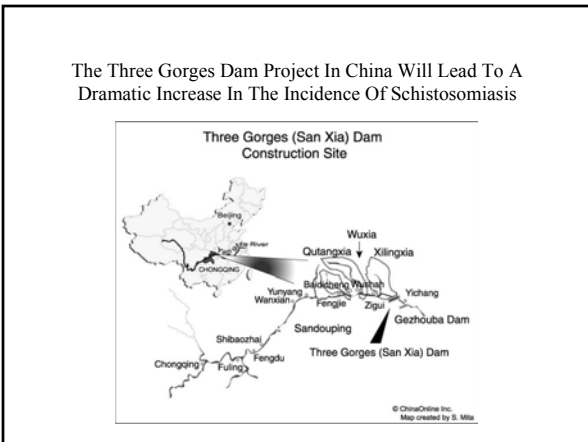 The Three Gorges Dam Project In China Will Lead To A
Dramatic Increase In The Incidence Of Schistosomiasis
Three Gorges (San Xia) Dam
Construction Site
Beijing
River
CHONGQING
Wuxia
Qutangxia
Xilingxia
Baidicheng
Wushan
Yunyang
Wanxian
Fengjie
Zigui
Yichang
Gezhouba Dam
Sandouping
Shibaozhai
Three Gorges (San Xia) Dam
Chongqing
Fengdu
Fuling
© ChinaOnline Inc.
Map created by S. Mita